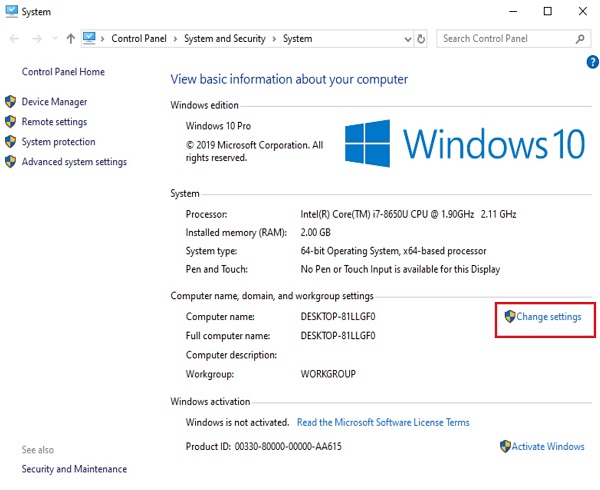 System
Control Panel > System and Security > System
Search Control Panel
Control Panel Home
Device Manager
Remote settings
System protection
Advanced system settings
See also
Security and Maintenance
?
View basic information about your computer
Windows edition
Windows 10 Pro
© 2019 Microsoft Corporation. All
rights reserved.
Windows 10
System
Processor: Intel(R) Core(TM) i7-8650U CPU @ 1.90GHz 2.11 GHz
Installed memory (RAM): 2.00 GB
System type: 64-bit Operating System, x64-based processor
Pen and Touch: No Pen or Touch Input is available for this Display
Computer name, domain, and workgroup settings
Computer name: DESKTOP-81LLGF0 Change settings
Full computer name: DESKTOP-81LLGF0
Computer description:
Workgroup: WORKGROUP
Windows activation
Windows is not activated. Read the Microsoft Software License Terms
Product ID: 00330-80000-00000-AA615 Activate Windows